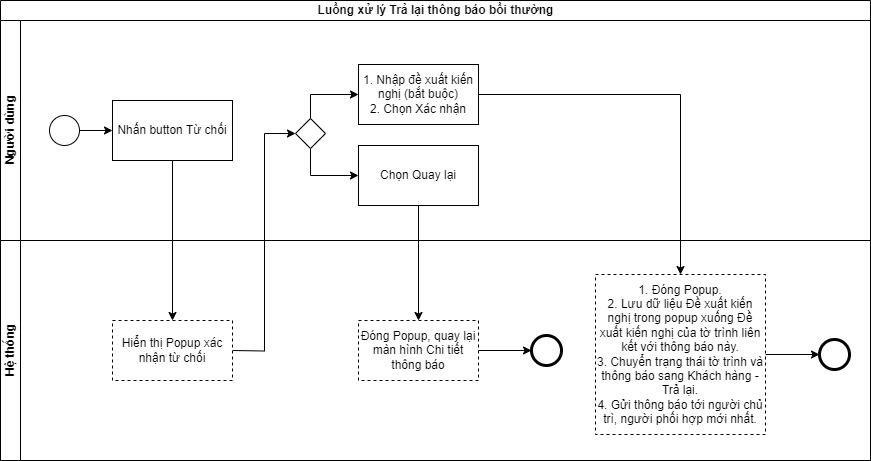 Luồng xử lý Trả lại thông báo bồi thường
Người dùng
Nhấn button Từ chối
1. Nhập đề xuất kiến
nghị (bắt buộc)
2. Chọn Xác nhận
Chọn Quay lại
Hệ thống
Hiển thị Popup xác
nhận từ chối
Đóng Popup, quay lại
màn hình Chi tiết
thông báo
1. Đóng Popup.
2. Lưu dữ liệu Đề xuất kiến
nghị trong popup xuống Đề
xuất kiến nghị của tờ trình liên
kết với thông báo này.
3. Chuyển trạng thái tờ trình và
thông báo sang Khách hàng -
Trả lại.
4. Gửi thông báo tới người chủ
trì, người phối hợp mới nhất.